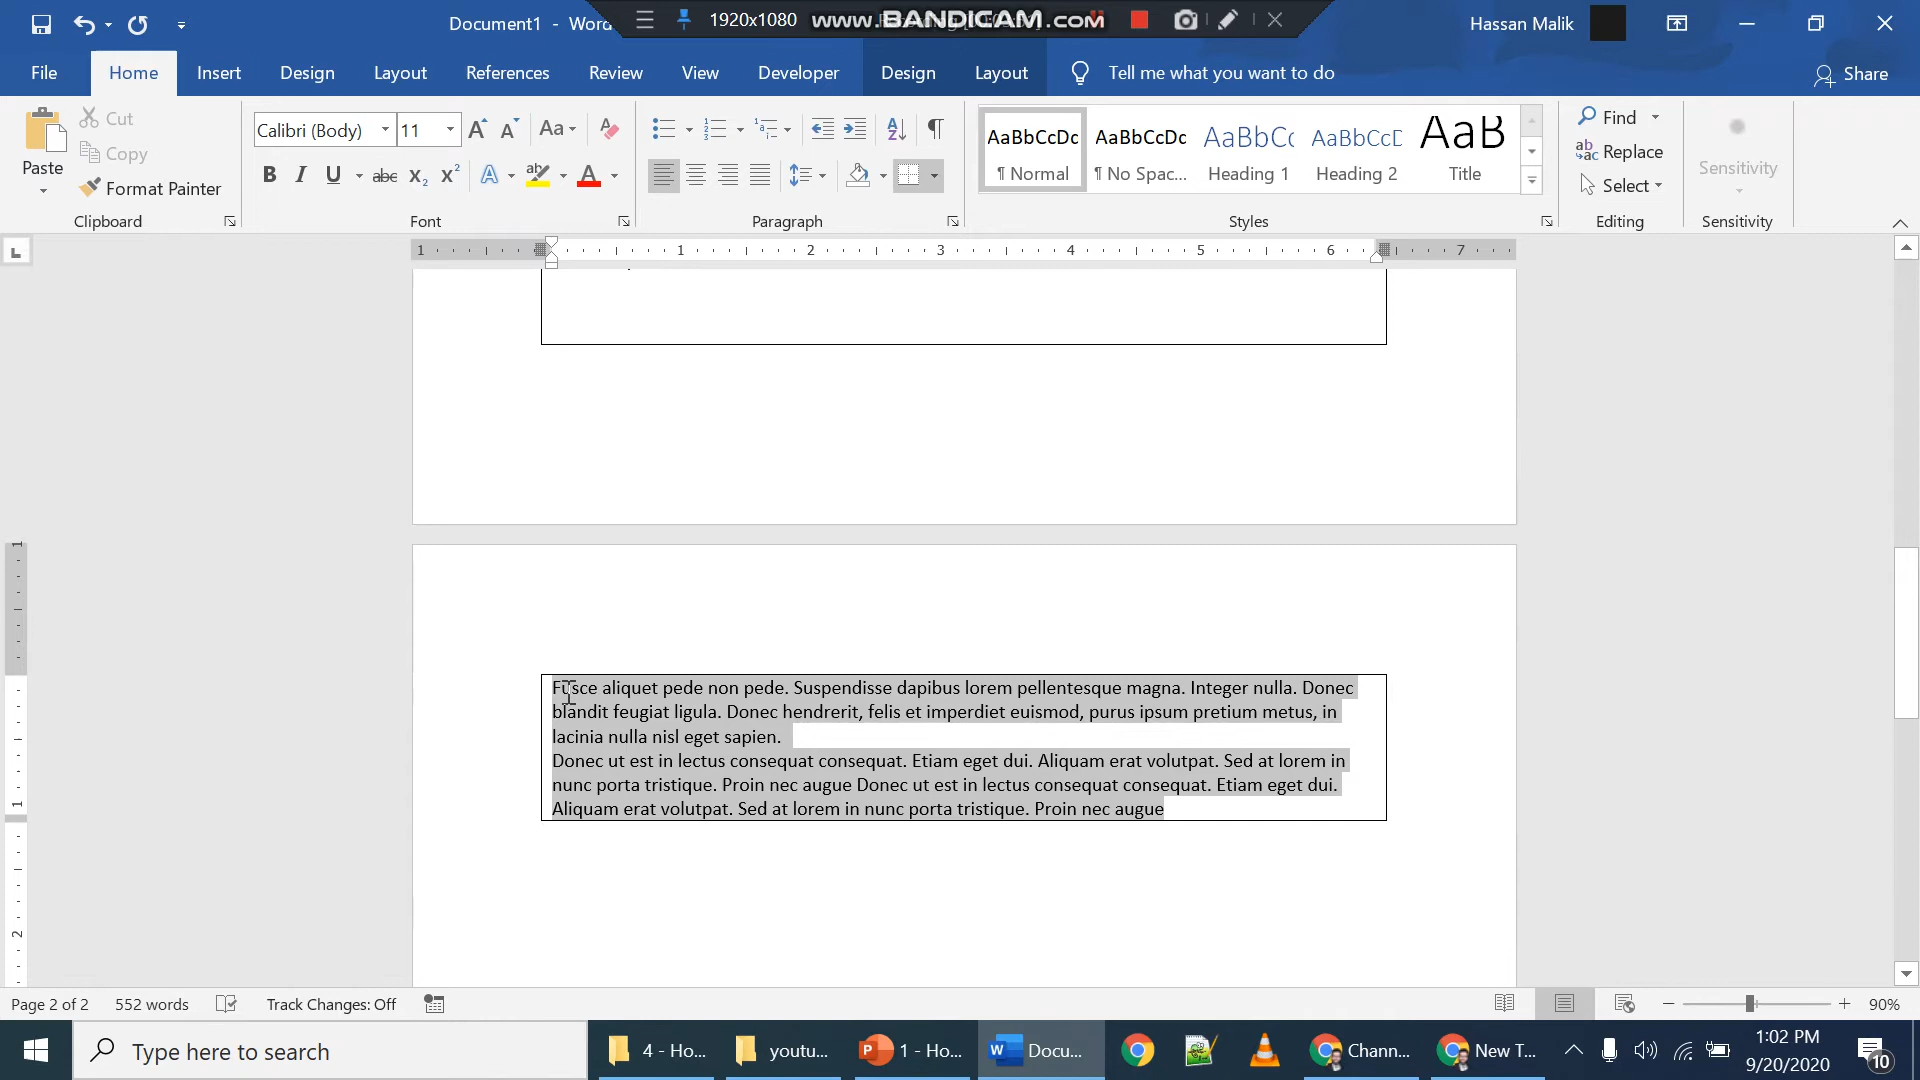 Document1 - Word
1920x1080
www.BANDICAM.com
Hassan Malik
File
Home
Insert
Design
Layout
References
Review
View
Developer
Design
Layout
Tell me what you want to do
Share
Paste
Cut
Copy
Format Painter
Clipboard
Calibri (Body)
11
Font
Paragraph
AaBbCcDc
¶ Normal
AaBbCcDc
¶ No Spac...
AaBbCc
Heading 1
AaBbCcD
Heading 2
AaB
Title
Styles
Find
Replace
Select
Editing
Sensitivity
Sensitivity
1 1 2 3 4 5 6 7
Fusce aliquet pede non pede. Suspendisse dapibus lorem pellentesque magna. Integer nulla. Donec
blandit feugiat ligula. Donec hendrerit, felis et imperdiet euismod, purus ipsum pretium metus, in
lacinia nulla nisl eget sapien.
Donec ut est in lectus consequat consequat. Etiam eget dui. Aliquam erat volutpat. Sed at lorem in
nunc porta tristique. Proin nec augue Donec ut est in lectus consequat consequat. Etiam eget dui.
Aliquam erat volutpat. Sed at lorem in nunc porta tristique. Proin nec augue
1
1
2
Page 2 of 2
552 words
Track Changes: Off
90%
Type here to search
4 - Ho...
youtu...
1 - Ho...
Docu...
Chann...
New T...
1:02 PM
9/20/2020
10